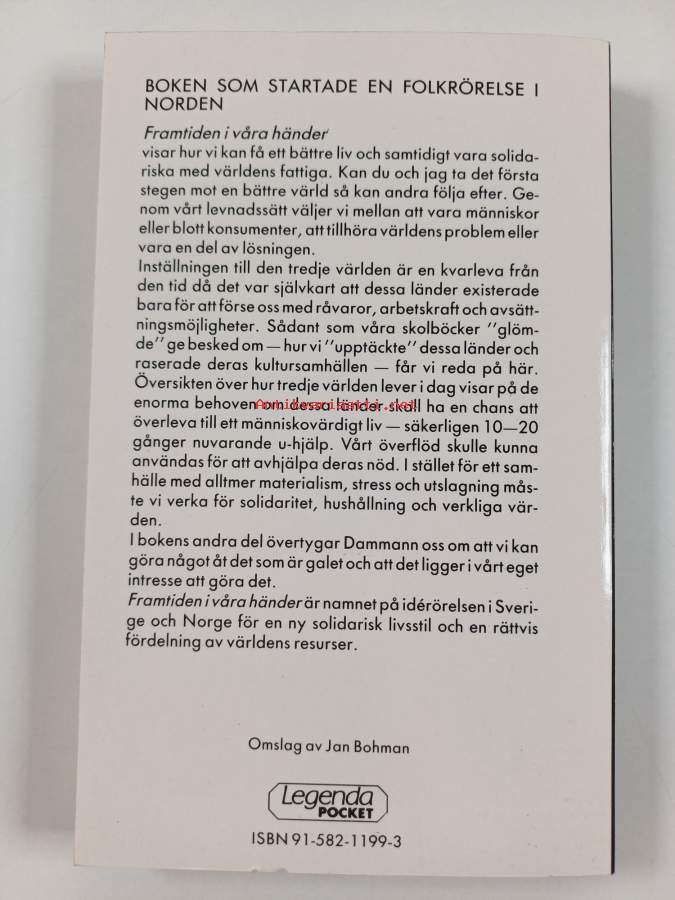 BOKEN SOM STARTADE EN FOLKRÖRELSE I
NORDEN
Framtiden i våra händer
visar hur vi kan få ett bättre liv och samtidigt vara solida-
riska med världens fattiga. Kan du och jag ta det första
stegen mot en bättre värld så kan andra följa efter. Ge-
nom vårt levnadssätt väljer vi mellan att vara människor
eller blott konsumenter, att tillhöra världens problem eller
vara en del av lösningen.
Inställningen till den tredje världen är en kvarleva från
den tid då det var självkart att dessa länder existerade
bara för att förse oss med råvaror, arbetskraft och avsätt-
ningsmöjligheter. Sådant som våra skolböcker "glöm-
de" ge besked om — hur vi "upptäckte" dessa länder och
raserade deras kultursamhällen — får vi reda på här.
Översikten över hur tredje världen lever i dag visar på de
enorma behoven om dessa länder skall ha en chans att
Antikvariaatti.net
överleva till ett människovärdigt liv — säkerligen 10—20
gånger nuvarande u-hjälp. Vårt överflöd skulle kunna
användas för att avhjälpa deras nöd. I stället för ett sam-
hälle med alltmer materialism, stress och utslagning mås-
te vi verka för solidaritet, hushållning och verkliga vär-
den.
I bokens andra del övertygar Dammann oss om att vi kan
göra något åt det som är galet och att det ligger i vårt eget
intresse att göra det.
Framtiden i våra händer är namnet på idérörelsen i Sveri-
ge och Norge för en ny solidarisk livsstil och en rättvis
fördelning av världens resurser.
Omslag av Jan Bohman
Legenda
POCKET
ISBN 91-582-1199-3